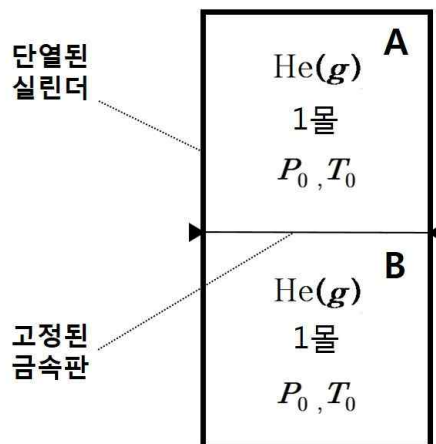 A
단열된
실린더
He(g)
1몰
P₀ , T₀
B
He(g)
1몰
고정된
금속판
P₀ , T₀